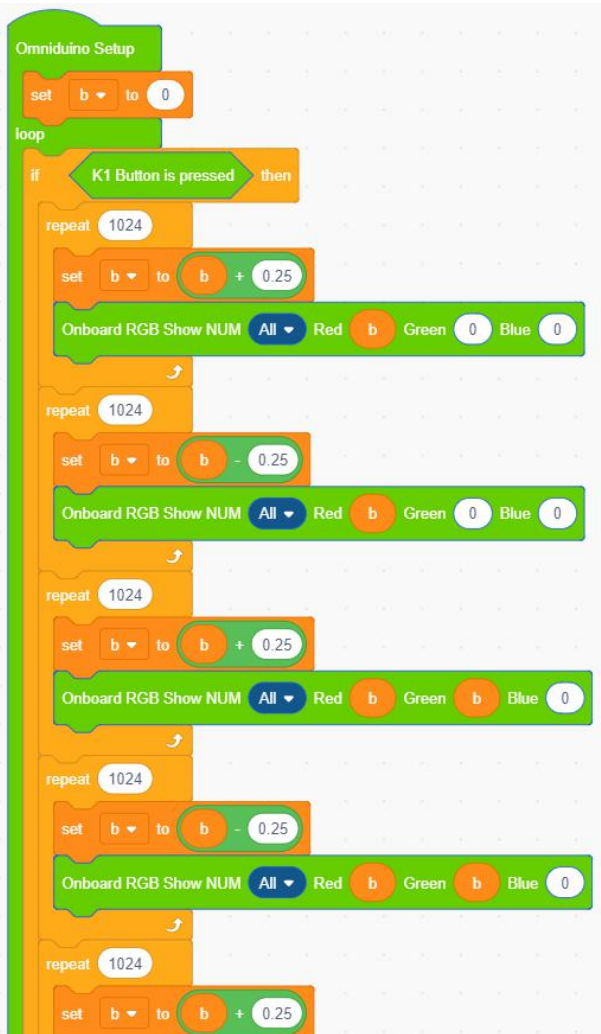 Omniduino Setup
set b to 0
loop
if K1 Button is pressed then
repeat 1024
set b to b + 0.25
Onboard RGB Show NUM All Red b Green 0 Blue 0
repeat 1024
set b to b - 0.25
Onboard RGB Show NUM All Red b Green 0 Blue 0
repeat 1024
set b to b + 0.25
Onboard RGB Show NUM All Red b Green b Blue 0
repeat 1024
set b to b - 0.25
Onboard RGB Show NUM All Red b Green b Blue 0
repeat 1024
set b to b + 0.25